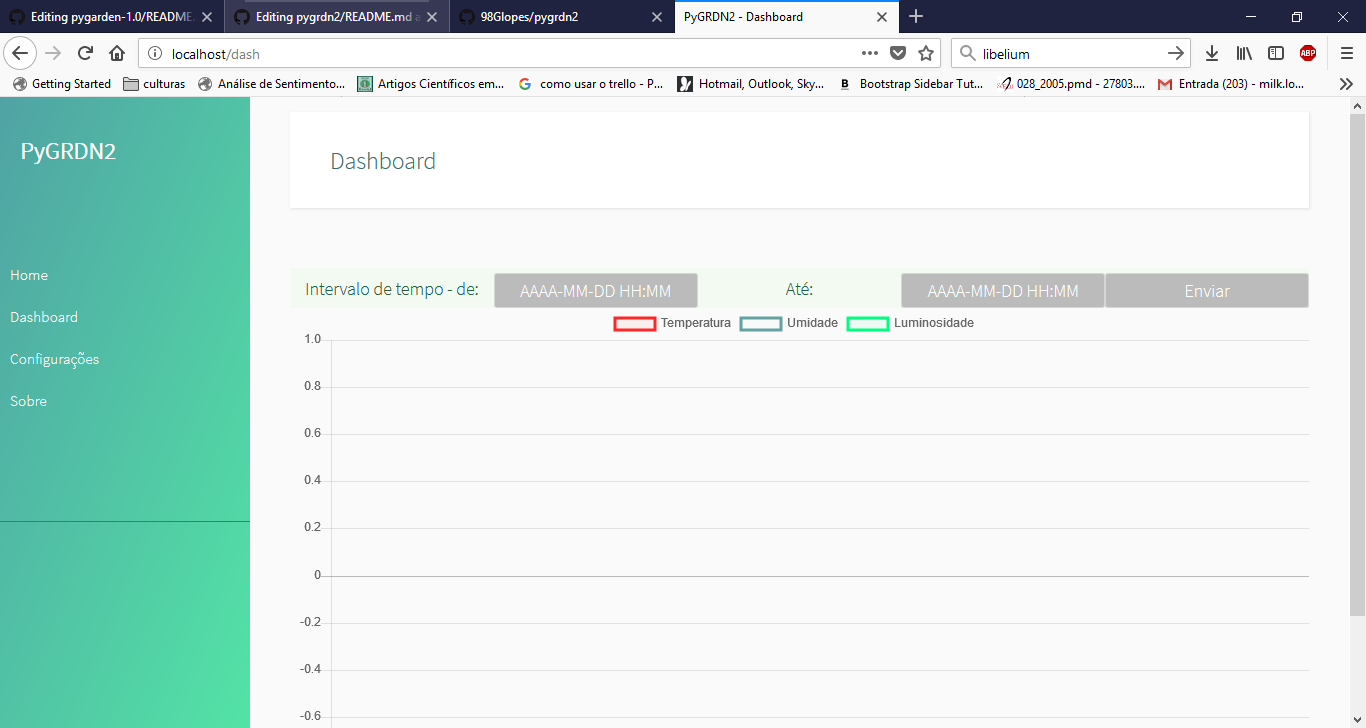 Editing pygarden-1.0/README.
Editing pygrdn2/README.md a
98Glopes/pygrdn2
PyGRDN2 - Dashboard
localhost/dash
libelium
ABP
Getting Started
culturas
Análise de Sentimento...
Artigos Científicos em...
como usar o trello - P...
Hotmail, Outlook, Sky...
B
Bootstrap Sidebar Tut...
028_2005.pmd - 27803....
Entrada (203) - milk.lo...
PyGRDN2
Home
Dashboard
Configurações
Sobre
Dashboard
Intervalo de tempo - de:
AAAA-MM-DD HH:MM
Até:
AAAA-MM-DD HH:MM
Enviar
Temperatura
Umidade
Luminosidade
1.0
0.8
0.6
0.4
0.2
0
-0.2
-0.4
-0.6